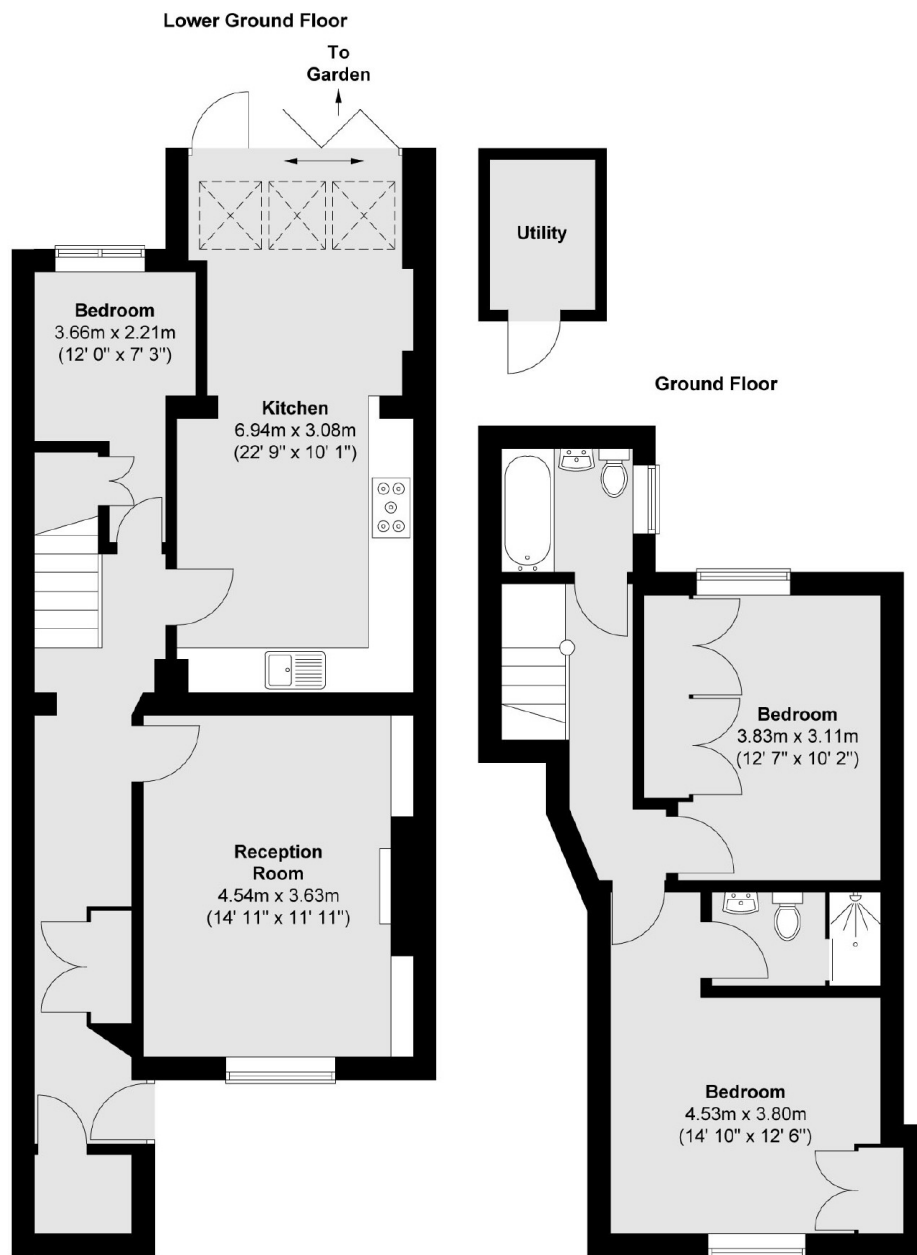 Lower Ground Floor
To
Garden
Utility
Bedroom
3.66m x 2.21m
(12' 0" x 7' 3")
Kitchen
6.94m x 3.08m
(22' 9" x 10' 1")
Reception
Room
4.54m x 3.63m
(14' 11" x 11' 11")
Ground Floor
Bedroom
3.83m x 3.11m
(12' 7" x 10' 2")
Bedroom
4.53m x 3.80m
(14' 10" x 12' 6")